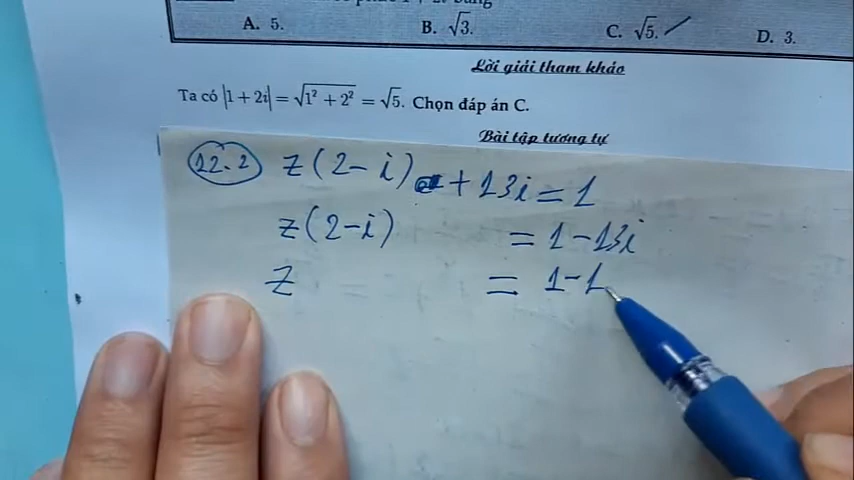 A. 5. B. √3. C. √5. D. 3.
Lời giải tham khảo
Ta có |1 + 2i| = √(1² + 2²) = √5. Chọn đáp án C.
Bài tập tương tự
12.2 z(2-i) + 13i = 1
z(2-i) = 1-13i
z = 1-1